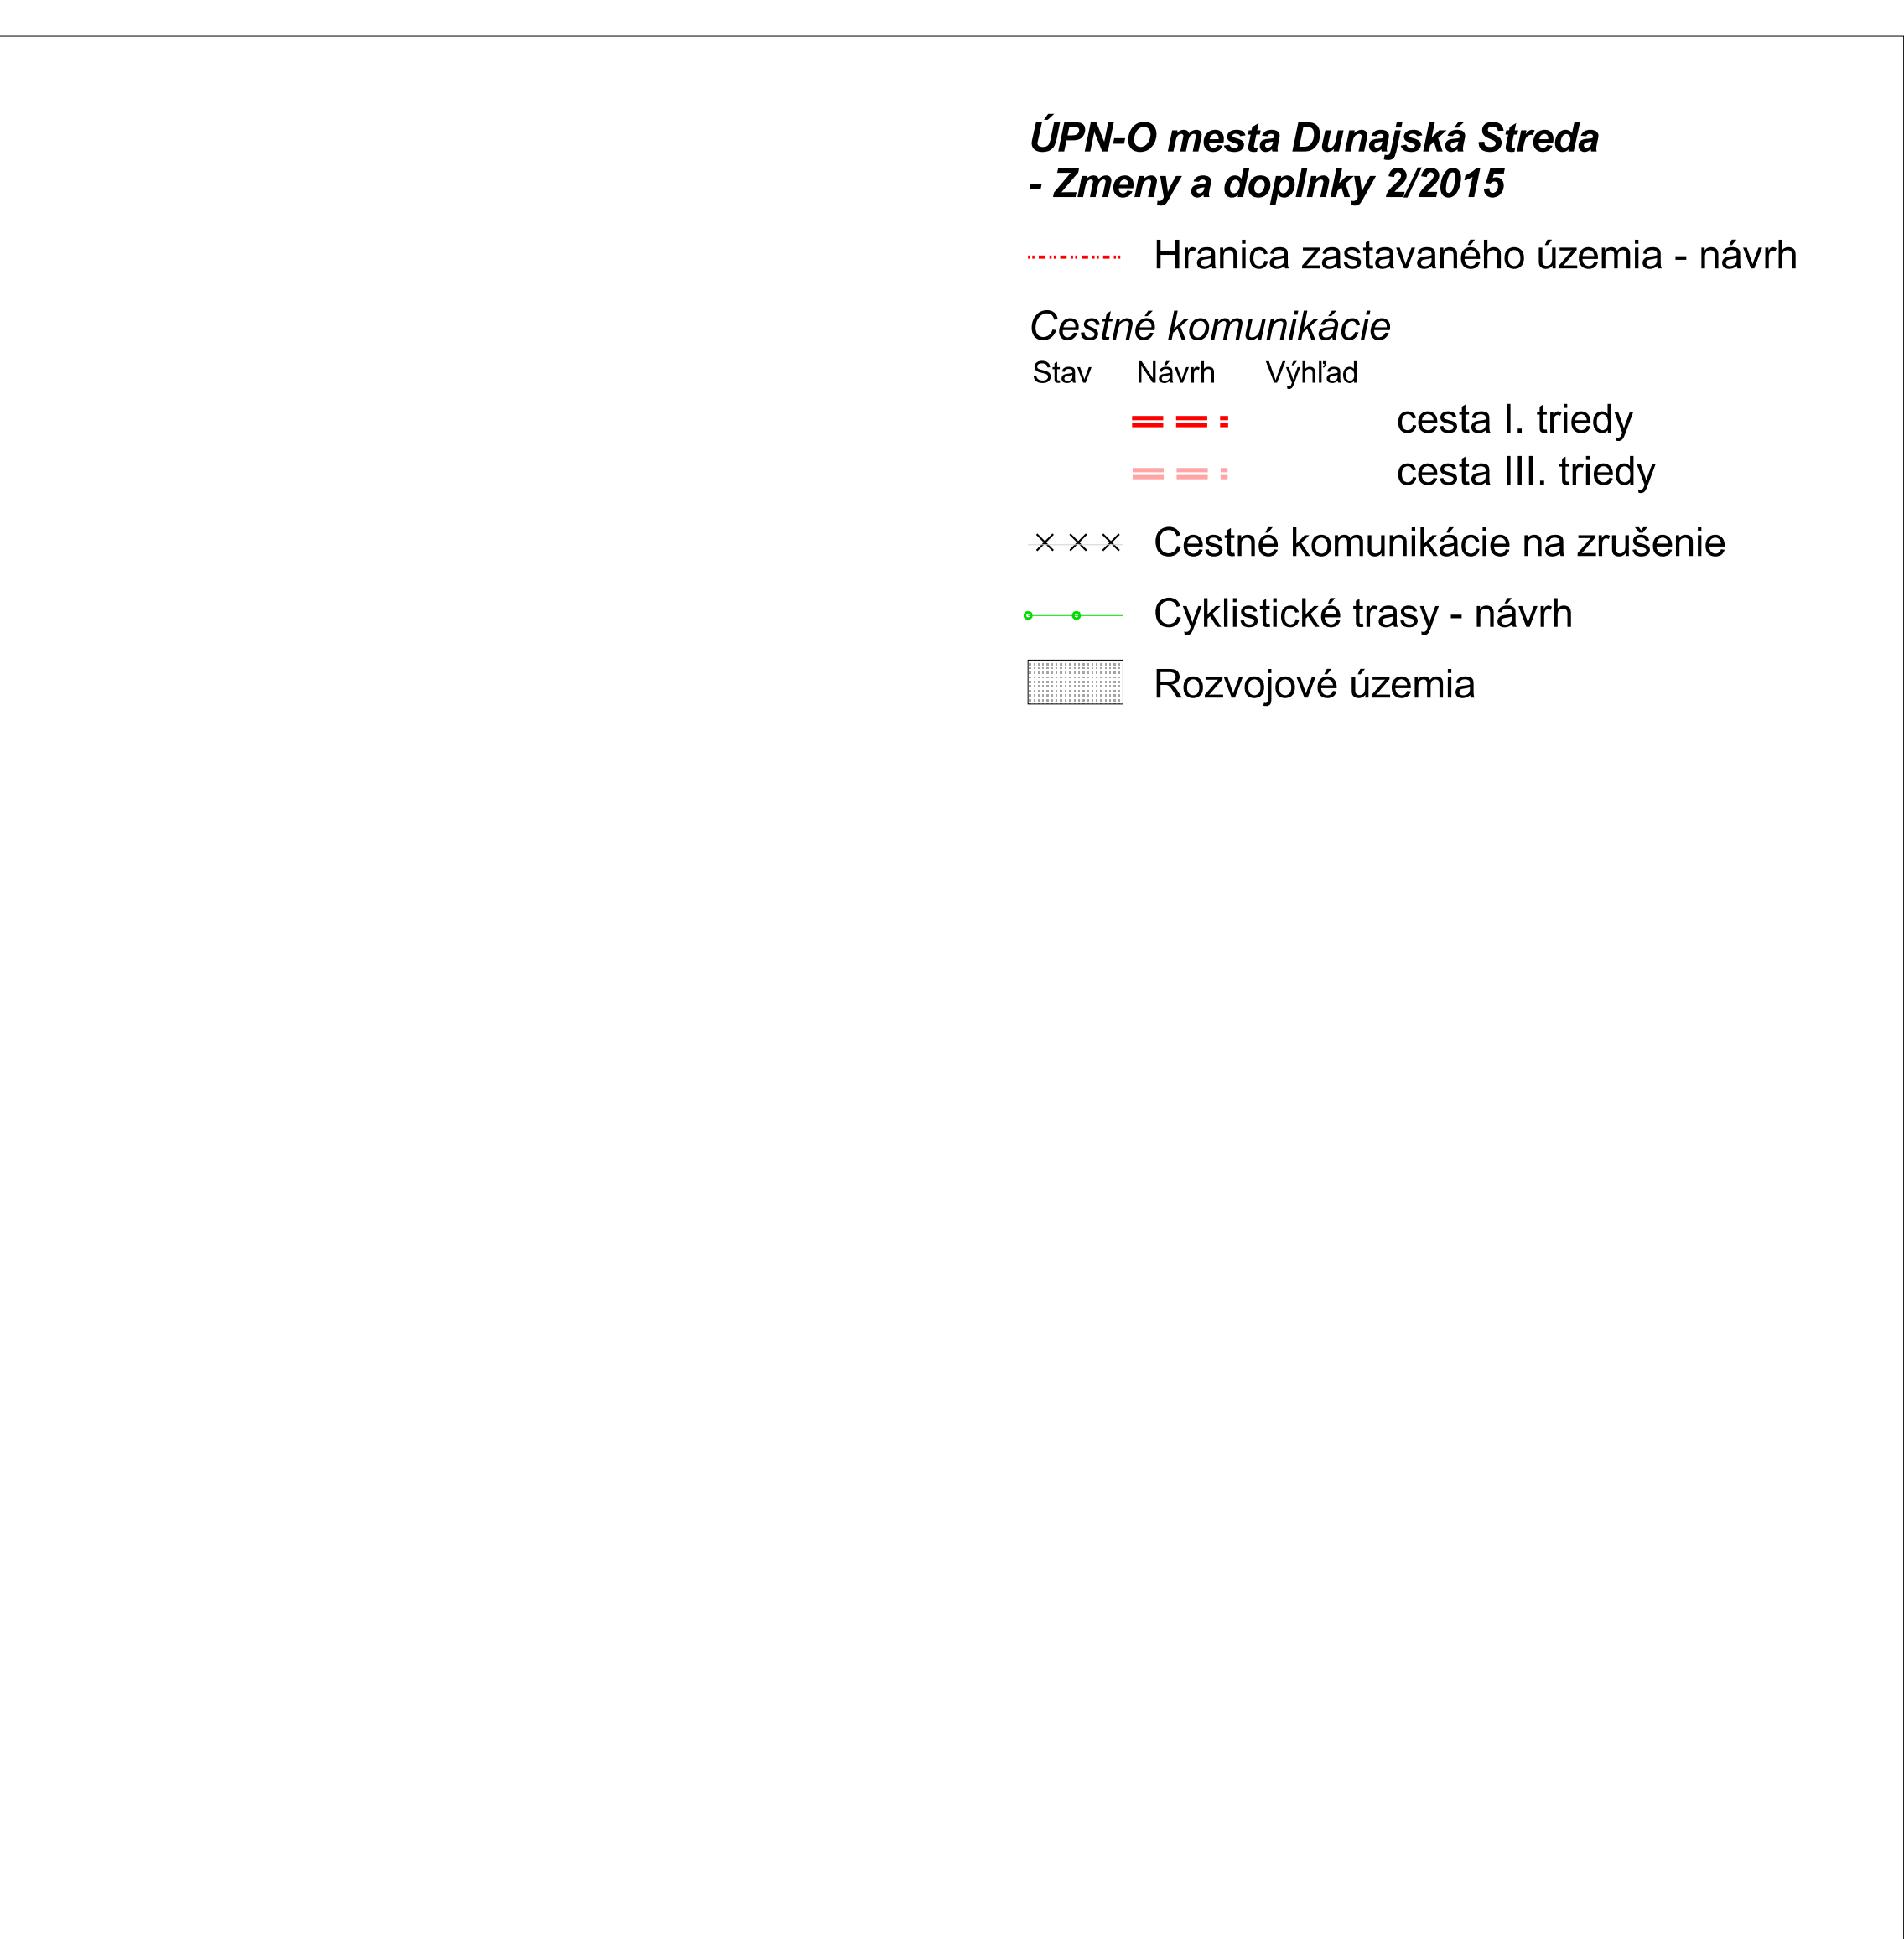 ÚPN-O mesta Dunajská Streda
- Zmeny a doplnky 2/2015
Hranica zastavaného územia - návrh
Cestné komunikácie
Stav Návrh Výhľad
cesta I. triedy
cesta III. triedy
Cestné komunikácie na zrušenie
Cyklistické trasy - návrh
Rozvojové územia